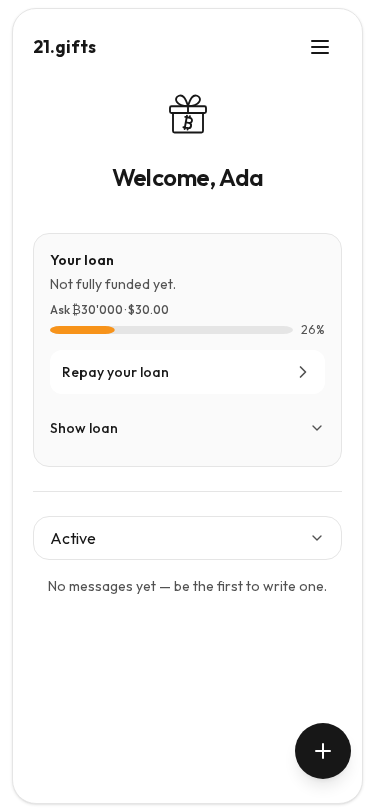 21.gifts
Welcome, Ada
Your loan
Not fully funded yet.
Ask ₿30'000 · $30.00
26%
Repay your loan
Show loan
Active
No messages yet — be the first to write one.